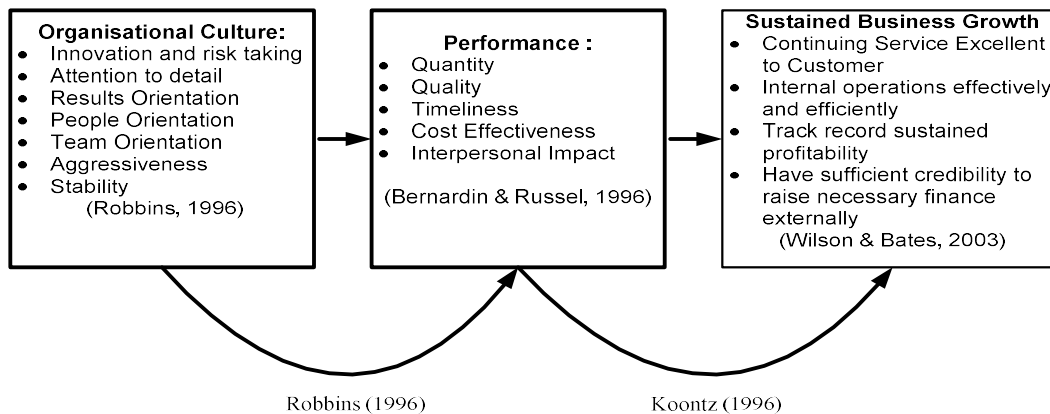 Organisational Culture:
• Innovation and risk taking
• Attention to detail
• Results Orientation
• People Orientation
• Team Orientation
• Aggressiveness
• Stability
(Robbins, 1996)
Performance :
• Quantity
• Quality
• Timeliness
• Cost Effectiveness
• Interpersonal Impact
(Bernardin & Russel, 1996)
Sustained Business Growth
• Continuing Service Excellent
to Customer
• Internal operations effectively
and efficiently
• Track record sustained
profitability
• Have sufficient credibility to
raise necessary finance
externally
(Wilson & Bates, 2003)
Robbins (1996)
Koontz (1996)